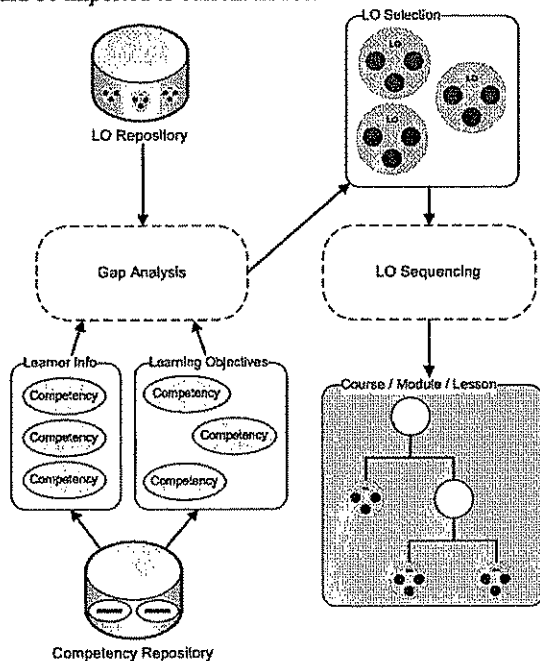 LO Selection
LO
LO
LO
LO Repository
Gap Analysis
LO Sequencing
Learner Info
Learning Objectives
Course / Module / Lesson
Competency
Competency
Competency
Competency
Competency
Competency
Competency Repository